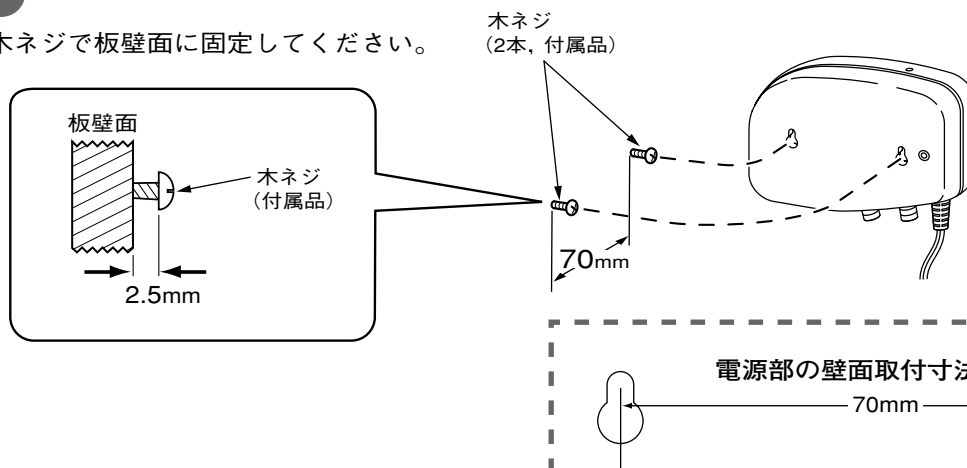 木ネジで板壁面に固定してください。
木ネジ
（2本, 付属品）
板壁面
木ネジ
（付属品）
2.5mm
70mm
電源部の壁面取付寸法
70mm